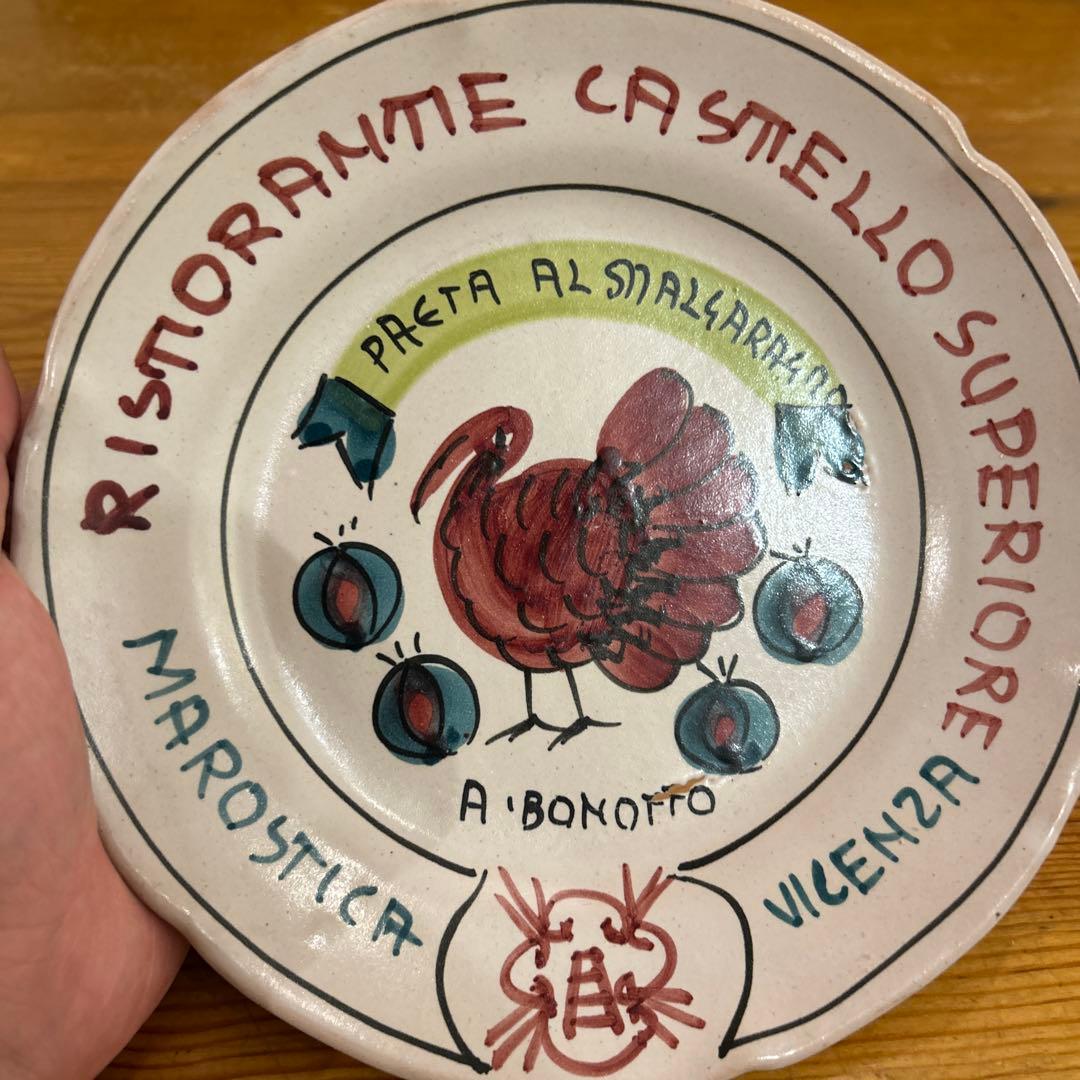 RISTORANTE CASTELLO SUPERIORE
PAETA AL MALGARAGNO
A. BONOTTO
MAROSTICA
VICENZA